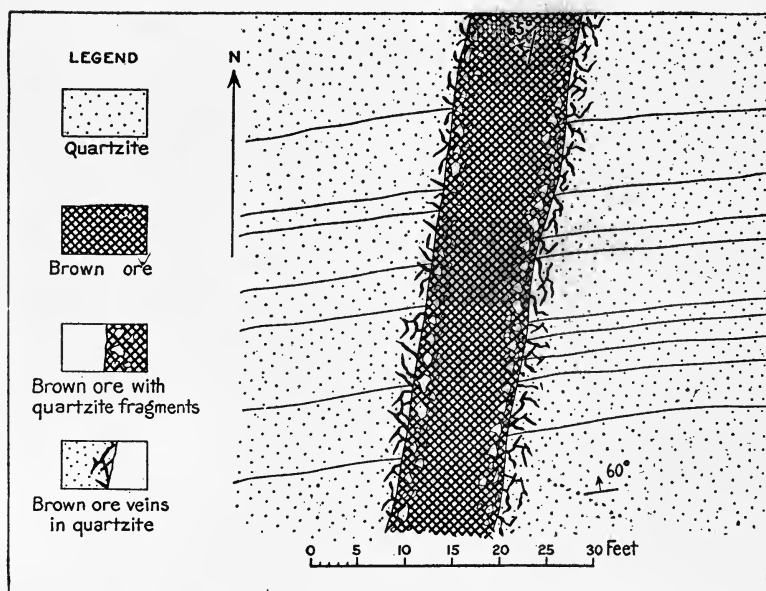 LEGEND
N
Quartzite
Brown ore
Brown ore with
quartzite fragments
Brown ore veins
in quartzite
60°
0 5 10 15 20 25 30 Feet